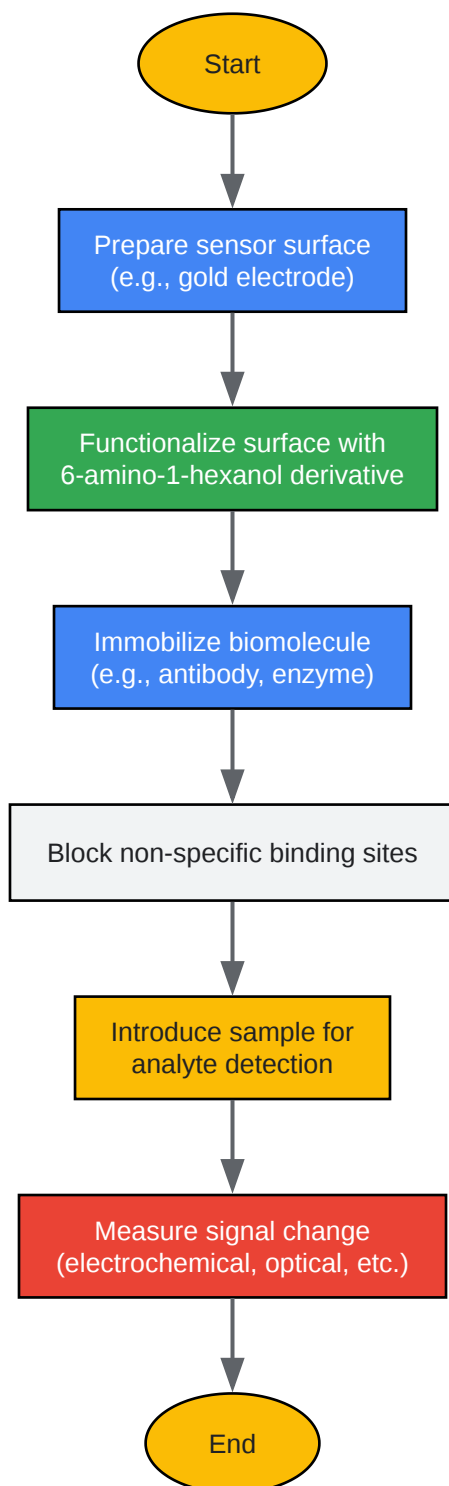 Start
Prepare sensor surface
(e.g., gold electrode)
Functionalize surface with
6-amino-1-hexanol derivative
Immobilize biomolecule
(e.g., antibody, enzyme)
Block non-specific binding sites
Introduce sample for
analyte detection
Measure signal change
(electrochemical, optical, etc.)
End